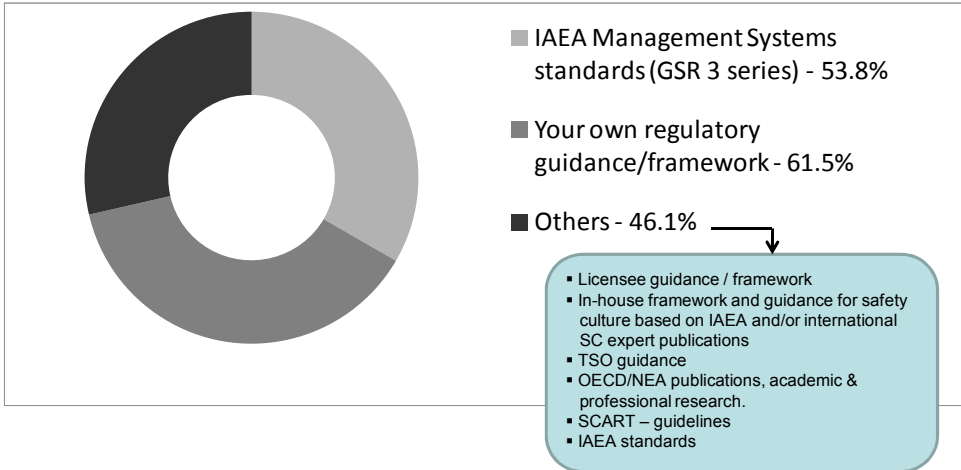 IAEA Management Systems
standards (GSR 3 series) - 53.8%
Your own regulatory
guidance/framework - 61.5%
Others - 46.1%
▪ Licensee guidance / framework
▪ In-house framework and guidance for safety
culture based on IAEA and/or international
SC expert publications
▪ TSO guidance
▪ OECD/NEA publications, academic &
professional research.
▪ SCART – guidelines
▪ IAEA standards